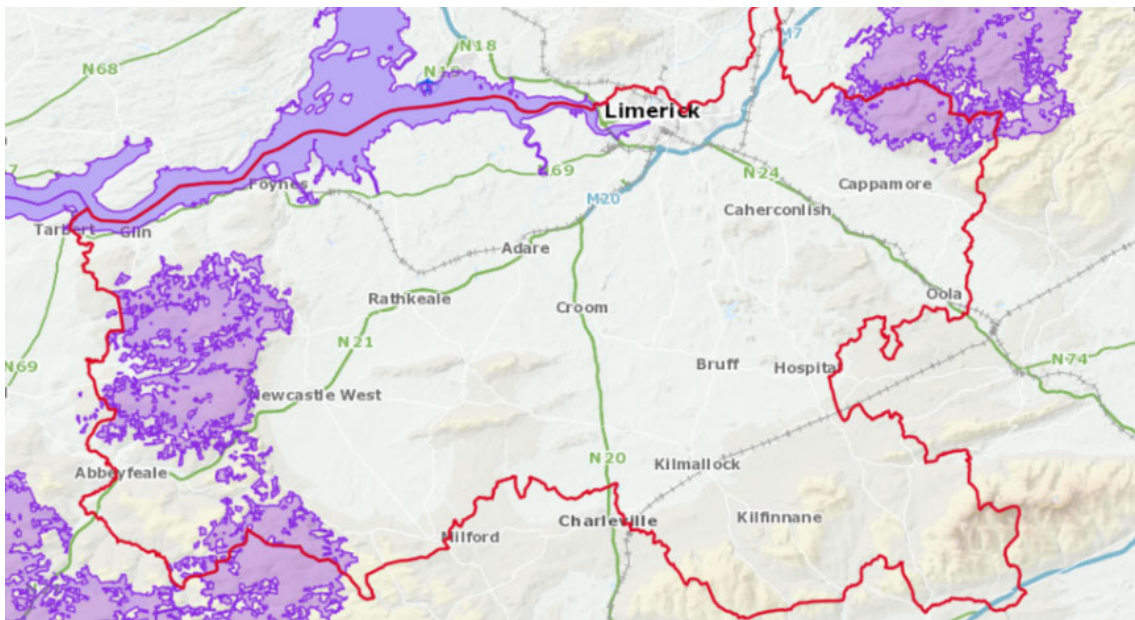 M7
N18
N19
N68
Limerick
N69
N24
Cappamore
Foynes
M20
Caherconlish
Tarbert
Glin
Adare
Oola
Rathkeale
Croom
N21
N74
N69
Bruff
Hospital
Newcastle West
N20
Kilmallock
Abbeyfeale
Kilfinnane
Charleville
Milford